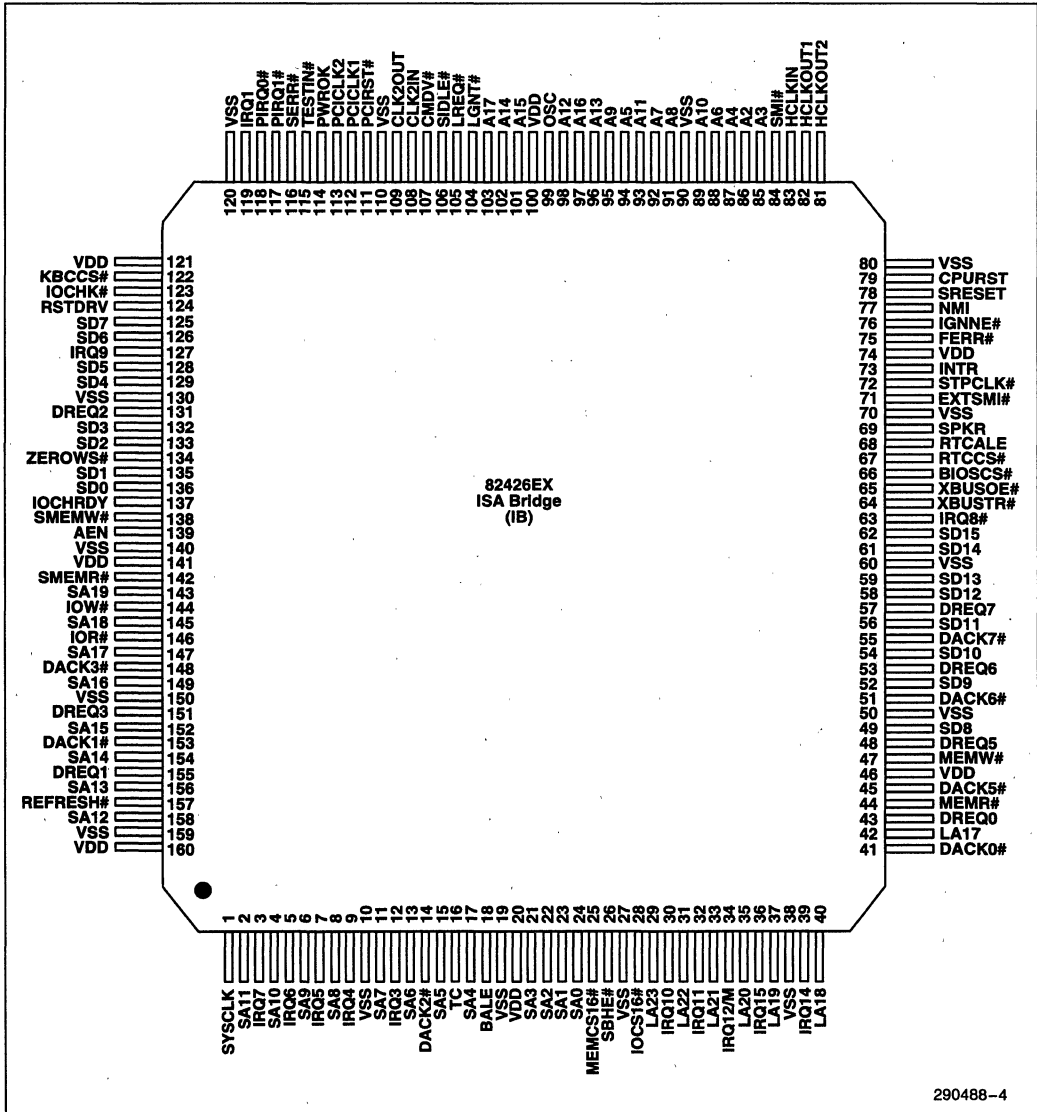 VSS
IRQ1
PIRQ0#
PIRQ1#
SERR#
TESTIN#
PWROK
PCICLK2
PCICLK1
PCIRST#
VSS
CLK2OUT
CLK2IN
CMDV#
SIDLE#
LREQ#
LGNT#
A17
A14
A15
VDD
OSC
A12
A16
A13
A9
A5
A11
A7
A8
VSS
A10
A6
A4
A2
A3
SMI#
HCLKIN
HCLKOUT1
HCLKOUT2
120
119
118
117
116
115
114
113
112
111
110
109
108
107
106
105
104
103
102
101
100
99
98
97
96
95
94
93
92
91
90
89
88
87
86
85
84
83
82
81
VDD 121
KBCCS# 122
IOCHK# 123
RSTDRV 124
SD7 125
SD6 126
IRQ9 127
SD5 128
SD4 129
VSS 130
DREQ2 131
SD3 132
SD2 133
ZEROWS# 134
SD1 135
SD0 136
IOCHRDY 137
SMEMW# 138
AEN 139
VSS 140
VDD 141
SMEMR# 142
SA19 143
IOW# 144
SA18 145
IOR# 146
SA17 147
DACK3# 148
SA16 149
VSS 150
DREQ3 151
SA15 152
DACK1# 153
SA14 154
DREQ1 155
SA13 156
REFRESH# 157
SA12 158
VSS 159
VDD 160
82426EX
ISA Bridge
(IB)
80 VSS
79 CPURST
78 SRESET
77 NMI
76 IGNNE#
75 FERR#
74 VDD
73 INTR
72 STPCLK#
71 EXTSMI#
70 VSS
69 SPKR
68 RTCALE
67 RTCCS#
66 BIOSCS#
65 XBUSOE#
64 XBUSTR#
63 IRQ8#
62 SD15
61 SD14
60 VSS
59 SD13
58 SD12
57 DREQ7
56 SD11
55 DACK7#
54 SD10
53 DREQ6
52 SD9
51 DACK6#
50 VSS
49 SD8
48 DREQ5
47 MEMW#
46 VDD
45 DACK5#
44 MEMR#
43 DREQ0
42 LA17
41 DACK0#
1
2
3
4
5
6
7
8
9
10
11
12
13
14
15
16
17
18
19
20
21
22
23
24
25
26
27
28
29
30
31
32
33
34
35
36
37
38
39
40
SYSCLK
SA11
IRQ7
SA10
IRQ6
SA9
IRQ5
SA8
IRQ4
VSS
SA7
IRQ3
SA6
DACK2#
SA5
TC
SA4
BALE
VSS
VDD
SA3
SA2
SA1
SA0
MEMCS16#
SBHE#
VSS
IOCS16#
LA23
IRQ10
LA22
IRQ11
LA21
IRQ12/M
LA20
IRQ15
LA19
VSS
IRQ14
LA18
290488–4